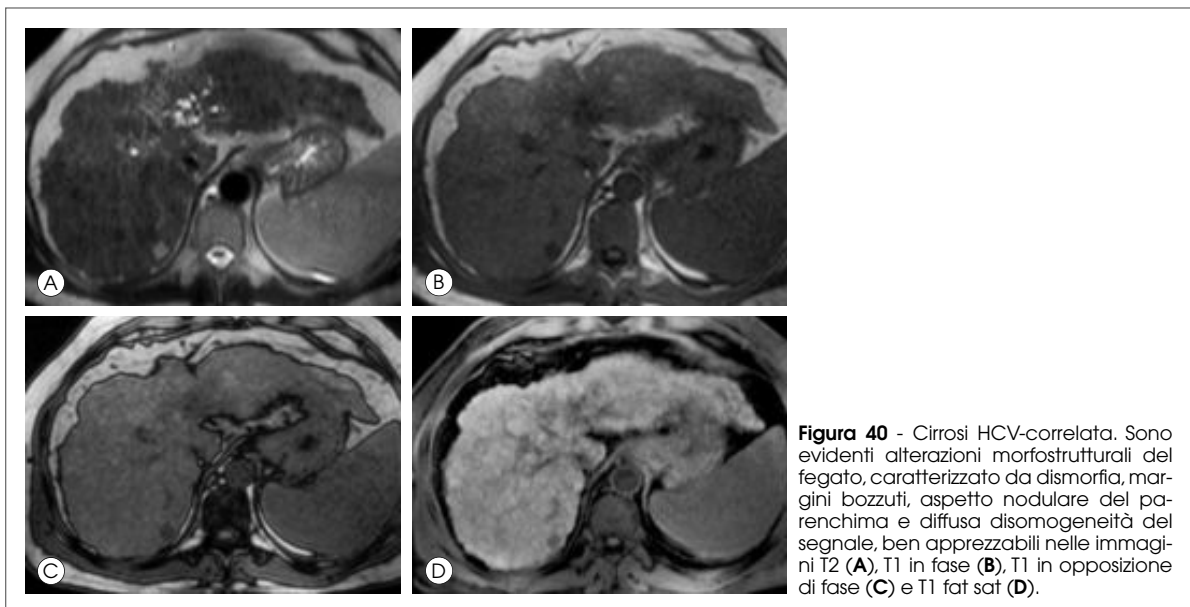 A
B
C
D
Figura 40 - Cirrosi HCV-correlata. Sono
evidenti alterazioni morfostrutturali del
fegato, caratterizzato da dismorfia, mar-
gini bozzuti, aspetto nodulare del pa-
renchima e diffusa disomogeneità del
segnale, ben apprezzabili nelle immagi-
ni T2 (A), T1 in fase (B), T1 in opposizione
di fase (C) e T1 fat sat (D).